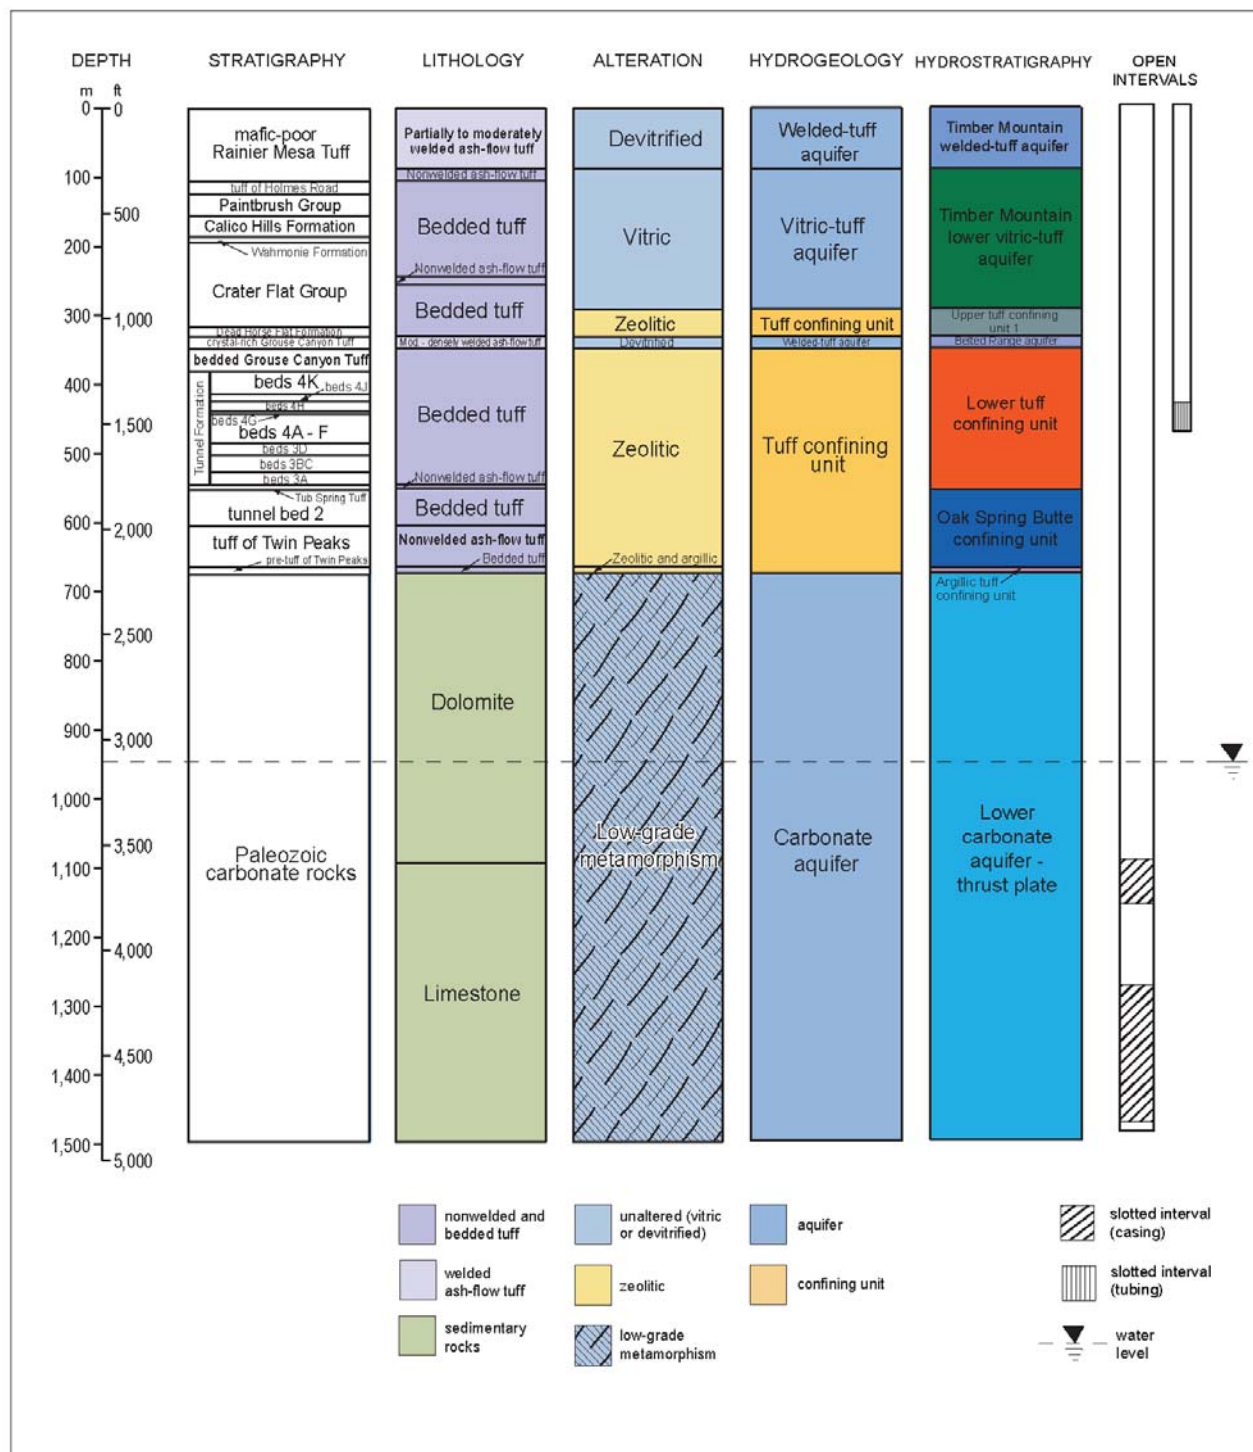 DEPTH
STRATIGRAPHY
LITHOLOGY
ALTERATION
HYDROGEOLOGY
HYDROSTRATIGRAPHY
OPEN
INTERVALS
m
ft
0
100
200
300
400
500
600
700
800
900
1,000
1,100
1,200
1,300
1,400
1,500
0
500
1,000
1,500
2,000
2,500
3,000
3,500
4,000
4,500
5,000
mafic-poor
Rainier Mesa Tuff
tuff of Holmes Road
Paintbrush Group
Calico Hills Formation
Wahmonie Formation
Crater Flat Group
Dead Horse Flat Formation
crystal-rich Grouse Canyon Tuff
bedded Grouse Canyon Tuff
Tunnel Formation
beds 4K
beds 4J
beds 4H
beds 4G
beds 4A - F
beds 3D
beds 3BC
beds 3A
Tub Spring Tuff
tunnel bed 2
tuff of Twin Peaks
pre-tuff of Twin Peaks
Paleozoic
carbonate rocks
Partially to moderately
welded ash-flow tuff
Nonwelded ash-flow tuff
Bedded tuff
Nonwelded ash-flow tuff
Bedded tuff
Mod. - densely welded ash-flow tuff
Bedded tuff
Nonwelded ash-flow tuff
Bedded tuff
Nonwelded ash-flow tuff
Bedded tuff
Dolomite
Limestone
Devitrified
Vitric
Zeolitic
Devitrified
Zeolitic
Zeolitic and argillic
Low-grade
metamorphism
Welded-tuff
aquifer
Vitric-tuff
aquifer
Tuff confining unit
Welded-tuff aquifer
Tuff confining
unit
Carbonate
aquifer
Timber Mountain
welded-tuff aquifer
Timber Mountain
lower vitric-tuff
aquifer
Upper tuff confining
unit 1
Belted Range aquifer
Lower tuff
confining unit
Oak Spring Butte
confining unit
Argillic tuff
confining unit
Lower
carbonate
aquifer -
thrust plate
nonwelded and
bedded tuff
welded
ash-flow tuff
sedimentary
rocks
unaltered (vitric
or devitrified)
zeolitic
low-grade
metamorphism
aquifer
confining unit
slotted interval
(casing)
slotted interval
(tubing)
water
level